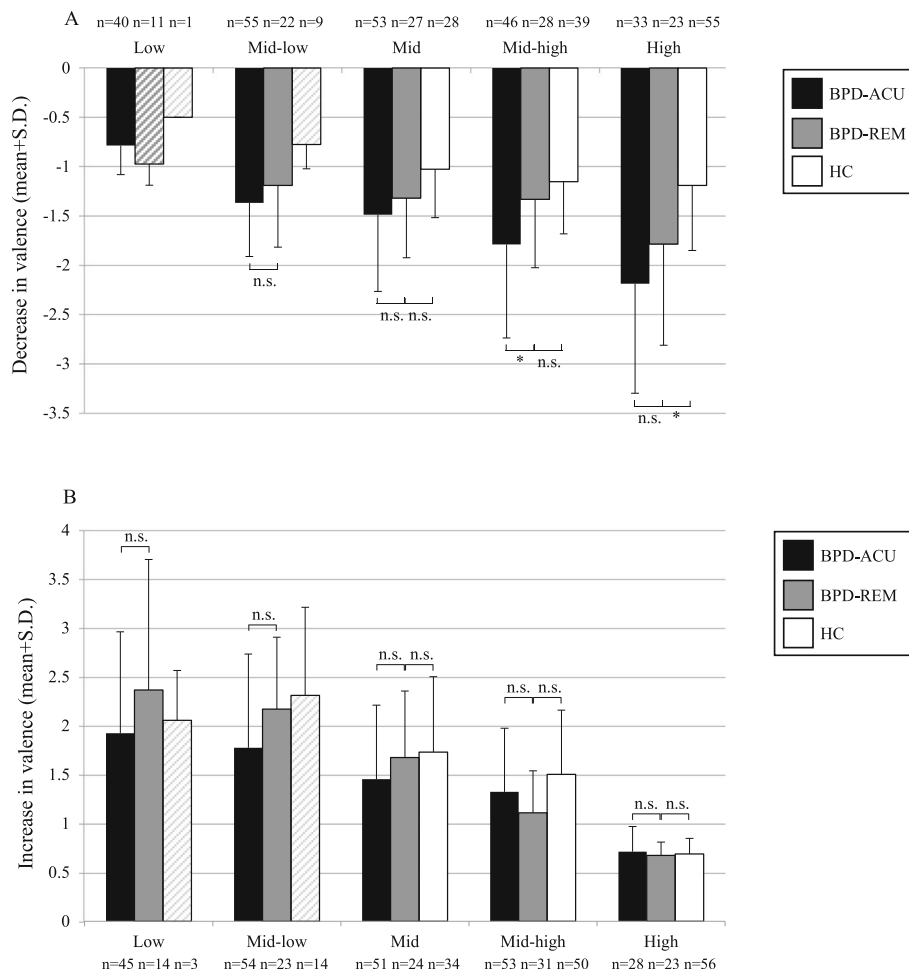 A
n=40 n=11 n=1 n=55 n=22 n=9 n=53 n=27 n=28 n=46 n=28 n=39 n=33 n=23 n=55
Low Mid-low Mid Mid-high High
0
-0.5
-1
-1.5
-2
-2.5
-3
-3.5
Decrease in valence (mean+S.D.)
n.s.
n.s. n.s.
* n.s.
n.s. *
BPD-ACU
BPD-REM
HC
B
4
3.5
3
2.5
2
1.5
1
0.5
0
Increase in valence (mean+S.D.)
n.s.
n.s.
n.s. n.s.
n.s. n.s.
n.s. n.s.
BPD-ACU
BPD-REM
HC
Low Mid-low Mid Mid-high High
n=45 n=14 n=3 n=54 n=23 n=14 n=51 n=24 n=34 n=53 n=31 n=50 n=28 n=23 n=56